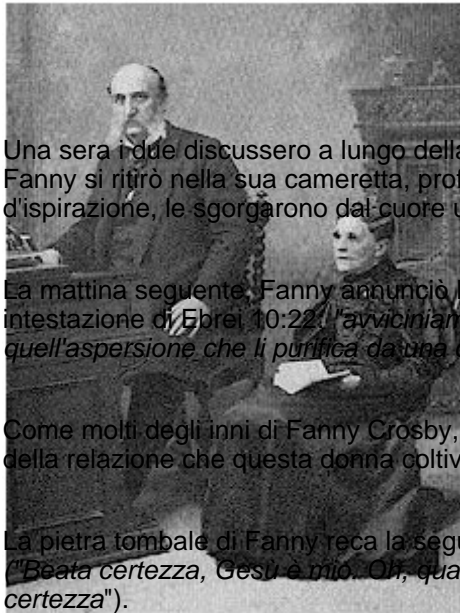 Una sera i due discussero a lungo della
Fanny si ritirò nella sua cameretta, prof
d'ispirazione, le sgorgarono dal cuore u
La mattina seguente, Fanny annunciò l
intestazione di Ebrei 10:22: "avviciniam
quell'aspersione che li purifica da una c
Come molti degli inni di Fanny Crosby,
della relazione che questa donna coltiv
La pietra tombale di Fanny reca la segu
("Beata certezza, Gesù è mio. Oh, qua
certezza").